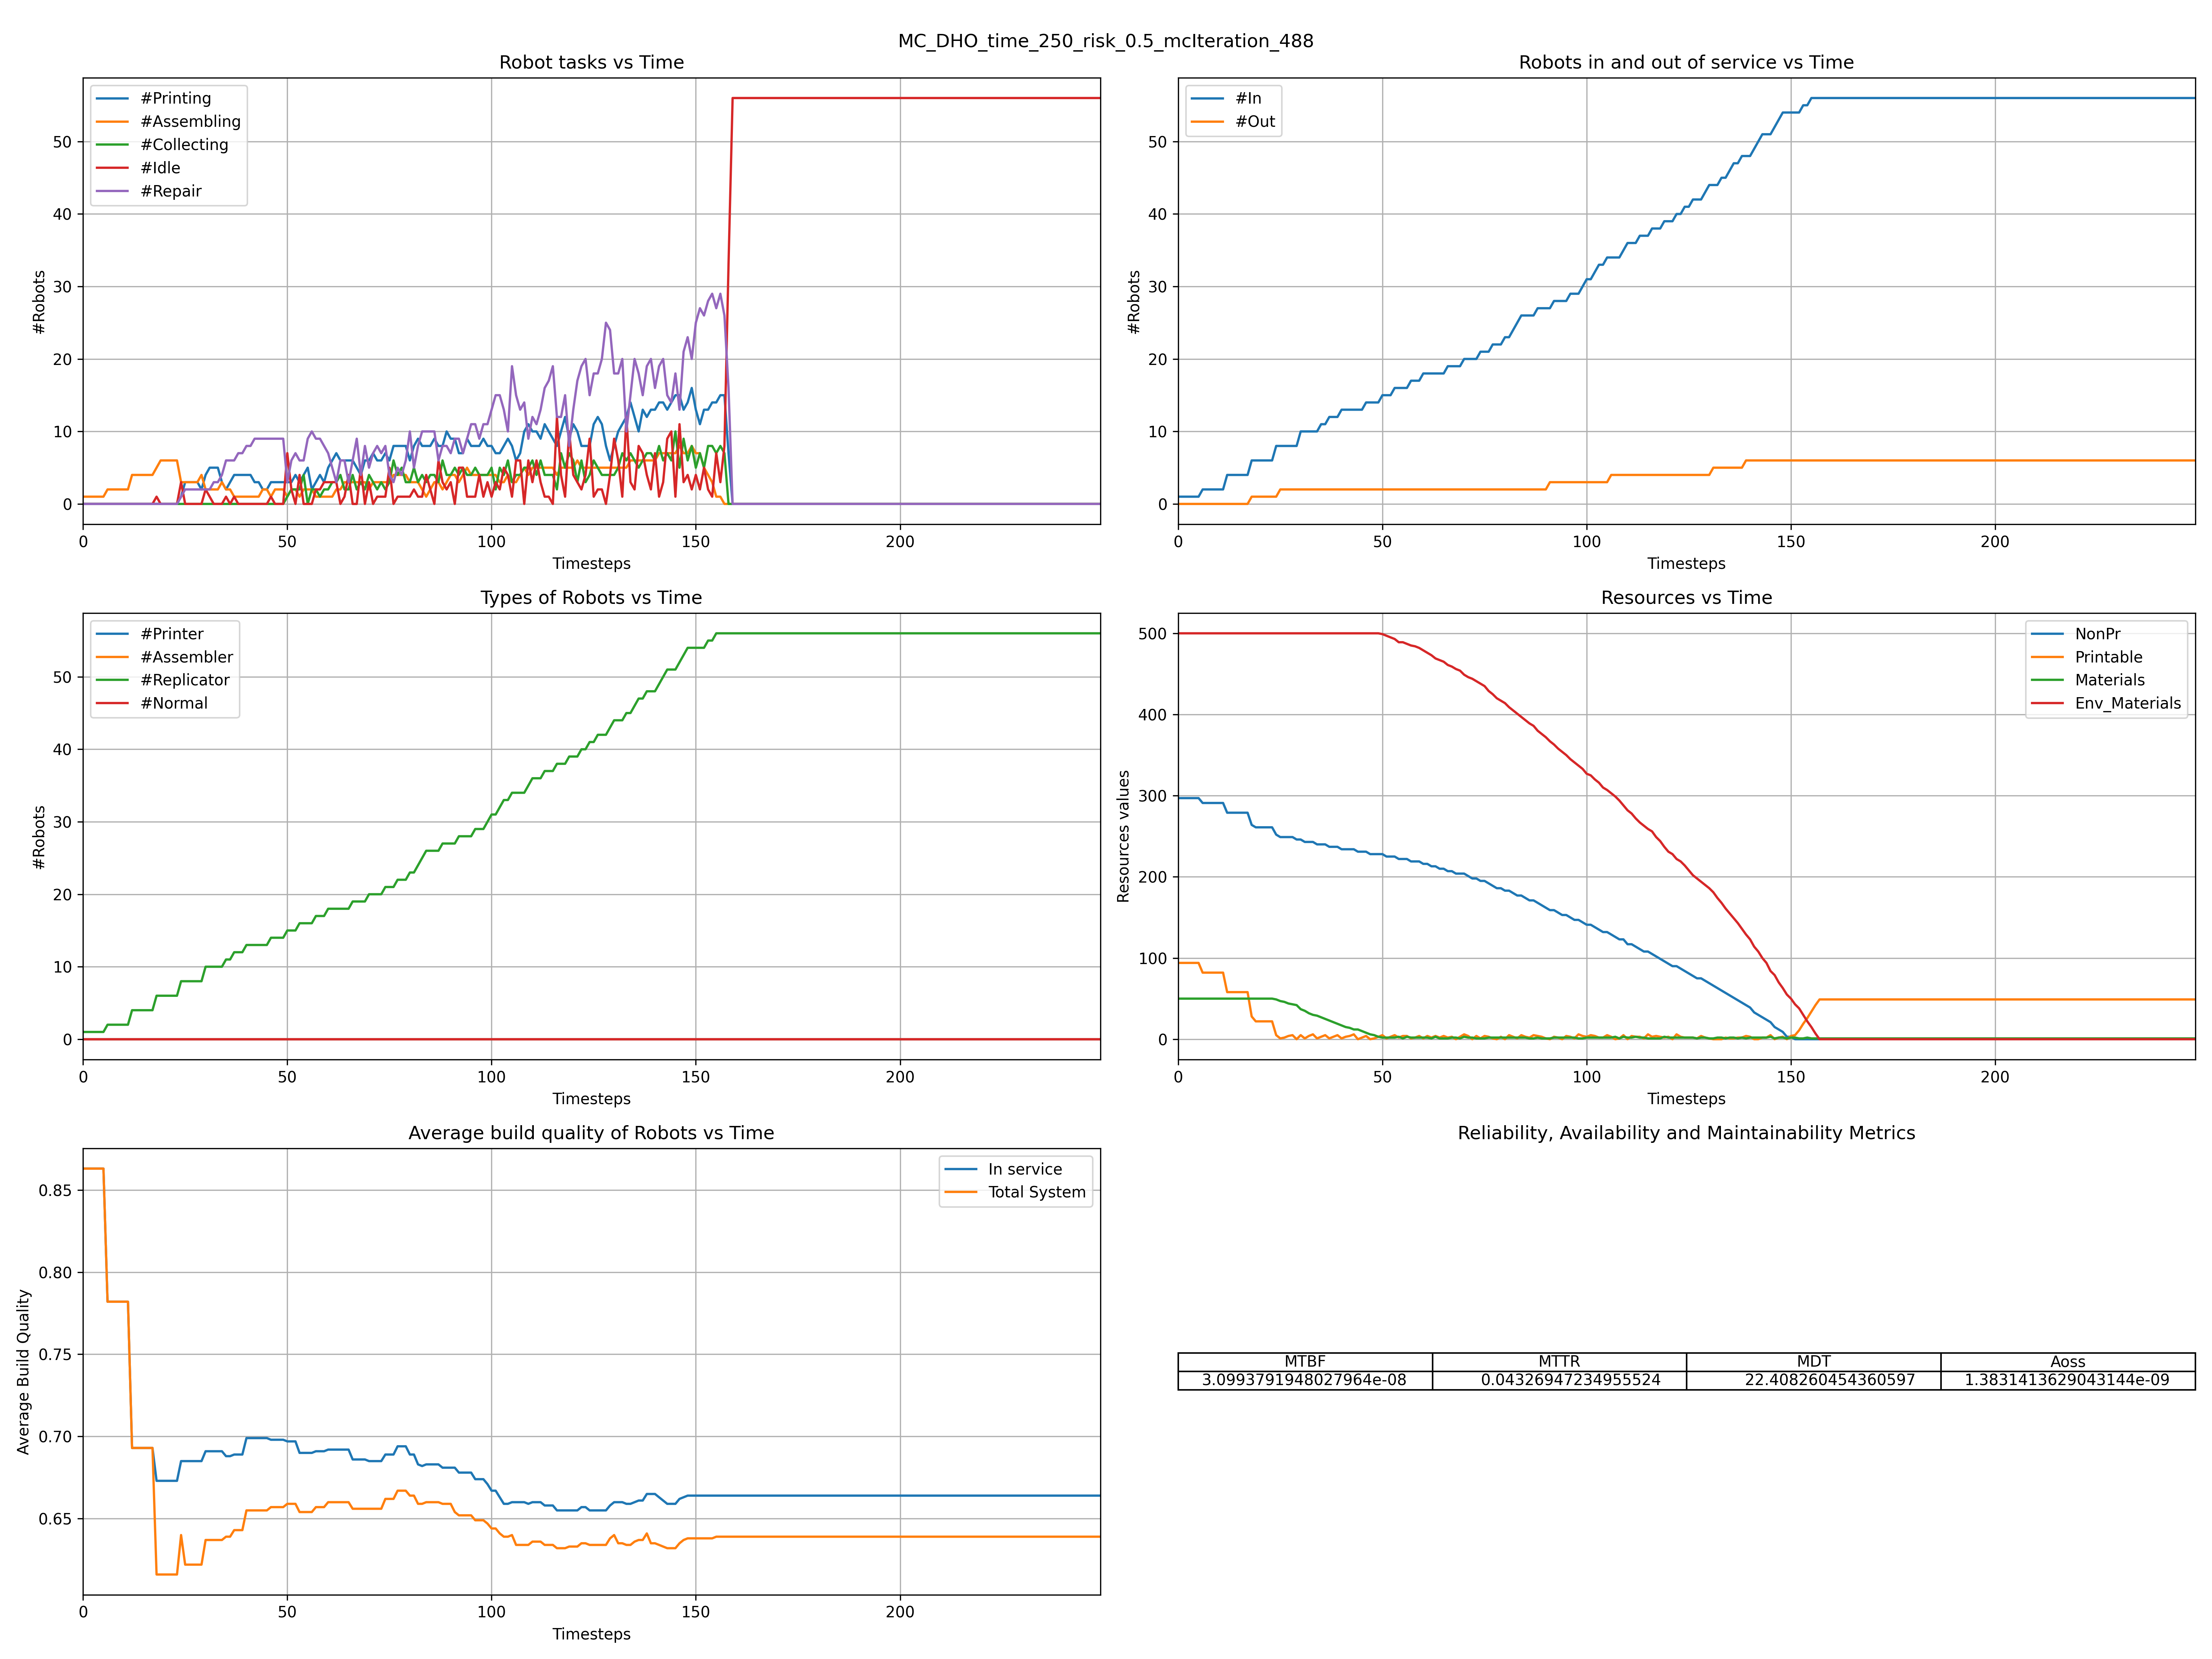 MC_DHO_time_250_risk_0.5_mcIteration_488
Robot tasks vs Time
#Printing
#Assembling
#Collecting
#Idle
#Repair
50
40
30
20
10
0
#Robots
0 50 100 150 200
Timesteps
Robots in and out of service vs Time
#In
#Out
50
40
30
20
10
0
#Robots
0 50 100 150 200
Timesteps
Types of Robots vs Time
#Printer
#Assembler
#Replicator
#Normal
50
40
30
20
10
0
#Robots
0 50 100 150 200
Timesteps
Resources vs Time
NonPr
Printable
Materials
Env_Materials
500
400
300
200
100
0
Resources values
0 50 100 150 200
Timesteps
Average build quality of Robots vs Time
In service
Total System
0.85
0.80
0.75
0.70
0.65
Average Build Quality
0 50 100 150 200
Timesteps
Reliability, Availability and Maintainability Metrics
MTBF MTTR MDT Aoss
3.0993791948027964e-08 0.04326947234955524 22.408260454360597 1.3831413629043144e-09